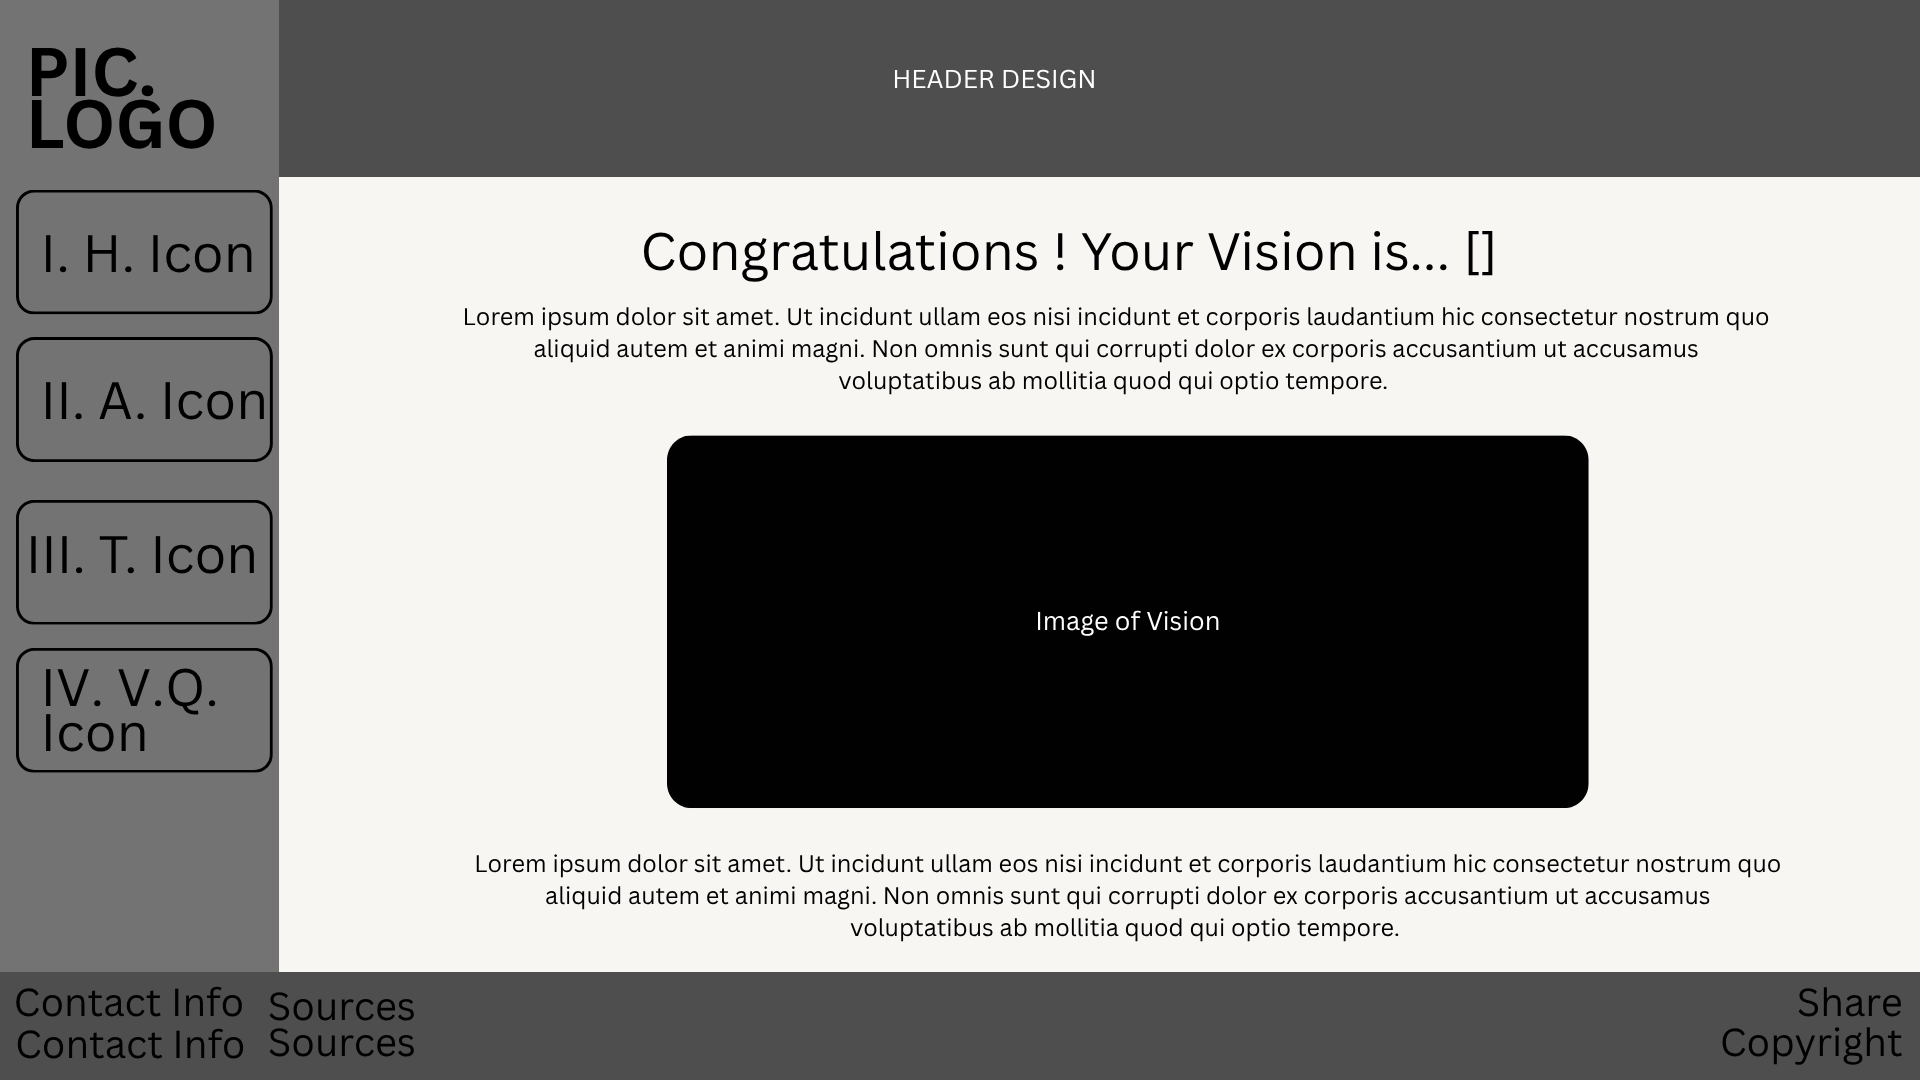 PIC.
LOGO
HEADER DESIGN
I. H. Icon
II. A. Icon
III. T. Icon
IV. V.Q.
Icon
Congratulations ! Your Vision is... []
Lorem ipsum dolor sit amet. Ut incidunt ullam eos nisi incidunt et corporis laudantium hic consectetur nostrum quo
aliquid autem et animi magni. Non omnis sunt qui corrupti dolor ex corporis accusantium ut accusamus
voluptatibus ab mollitia quod qui optio tempore.
Image of Vision
Lorem ipsum dolor sit amet. Ut incidunt ullam eos nisi incidunt et corporis laudantium hic consectetur nostrum quo
aliquid autem et animi magni. Non omnis sunt qui corrupti dolor ex corporis accusantium ut accusamus
voluptatibus ab mollitia quod qui optio tempore.
Contact Info
Contact Info
Sources
Sources
Share
Copyright